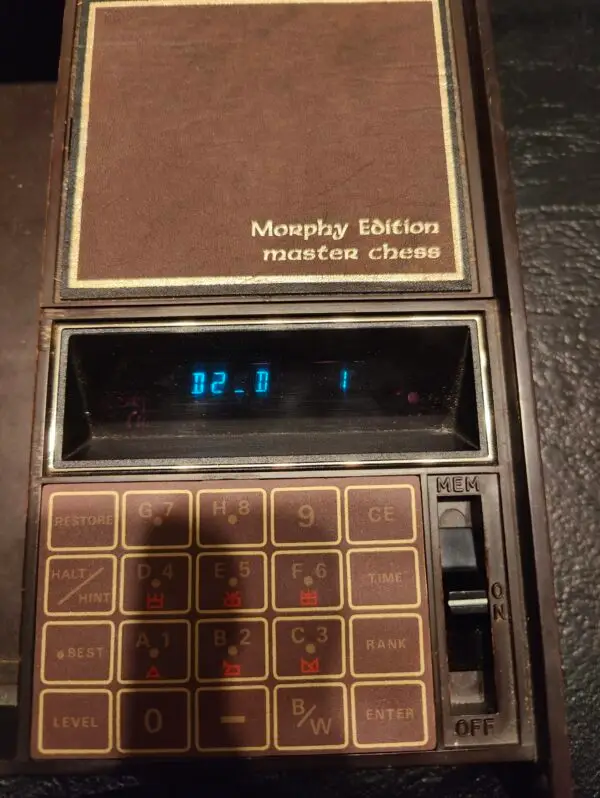 Morphy Edition
master chess
D2_D 1
MEM
RESTORE G.7 H.8 9 CE
HALT/HINT D.4 E.5 F.6 TIME
ON
•BEST A.1 B.2 C.3 RANK
LEVEL 0 – B/W ENTER
OFF